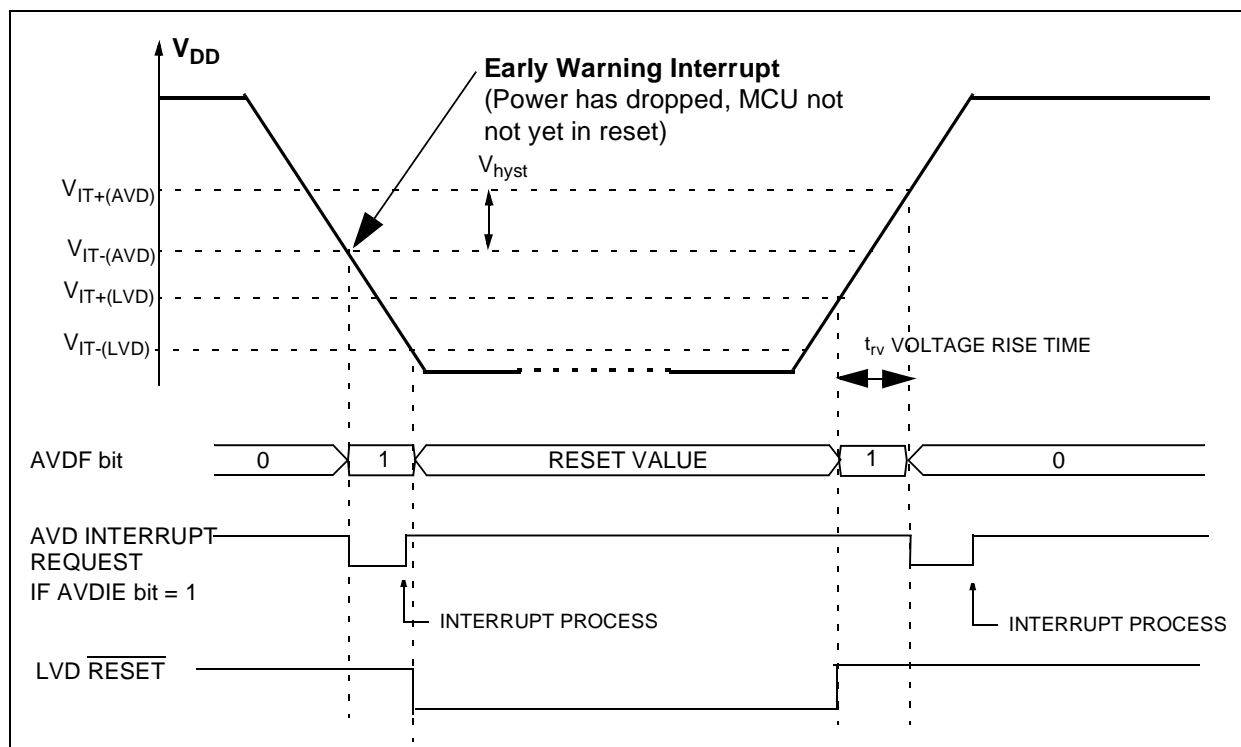 VDD
Early Warning Interrupt
(Power has dropped, MCU not
not yet in reset)
Vhyst
VIT+(AVD)
VIT-(AVD)
VIT+(LVD)
VIT-(LVD)
trv VOLTAGE RISE TIME
AVDF bit
0
1
RESET VALUE
1
0
AVD INTERRUPT
REQUEST
IF AVDIE bit = 1
INTERRUPT PROCESS
INTERRUPT PROCESS
LVD RESET